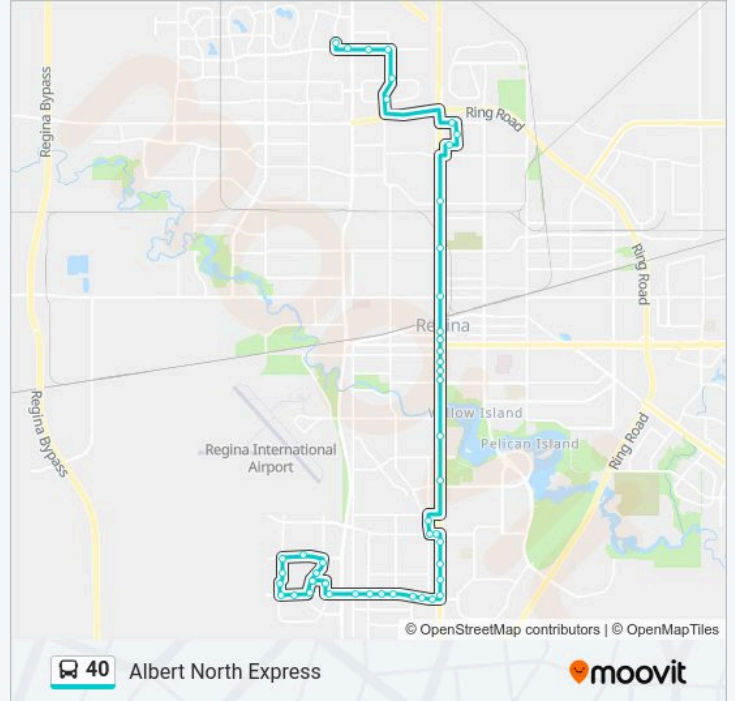 Regina Bypass
Ring Road
Ring Road
Regina
Willow Island
Pelican Island
Ring Road
Regina Bypass
Regina International
Airport
© OpenStreetMap contributors | © OpenMapTiles
40 Albert North Express
moovit